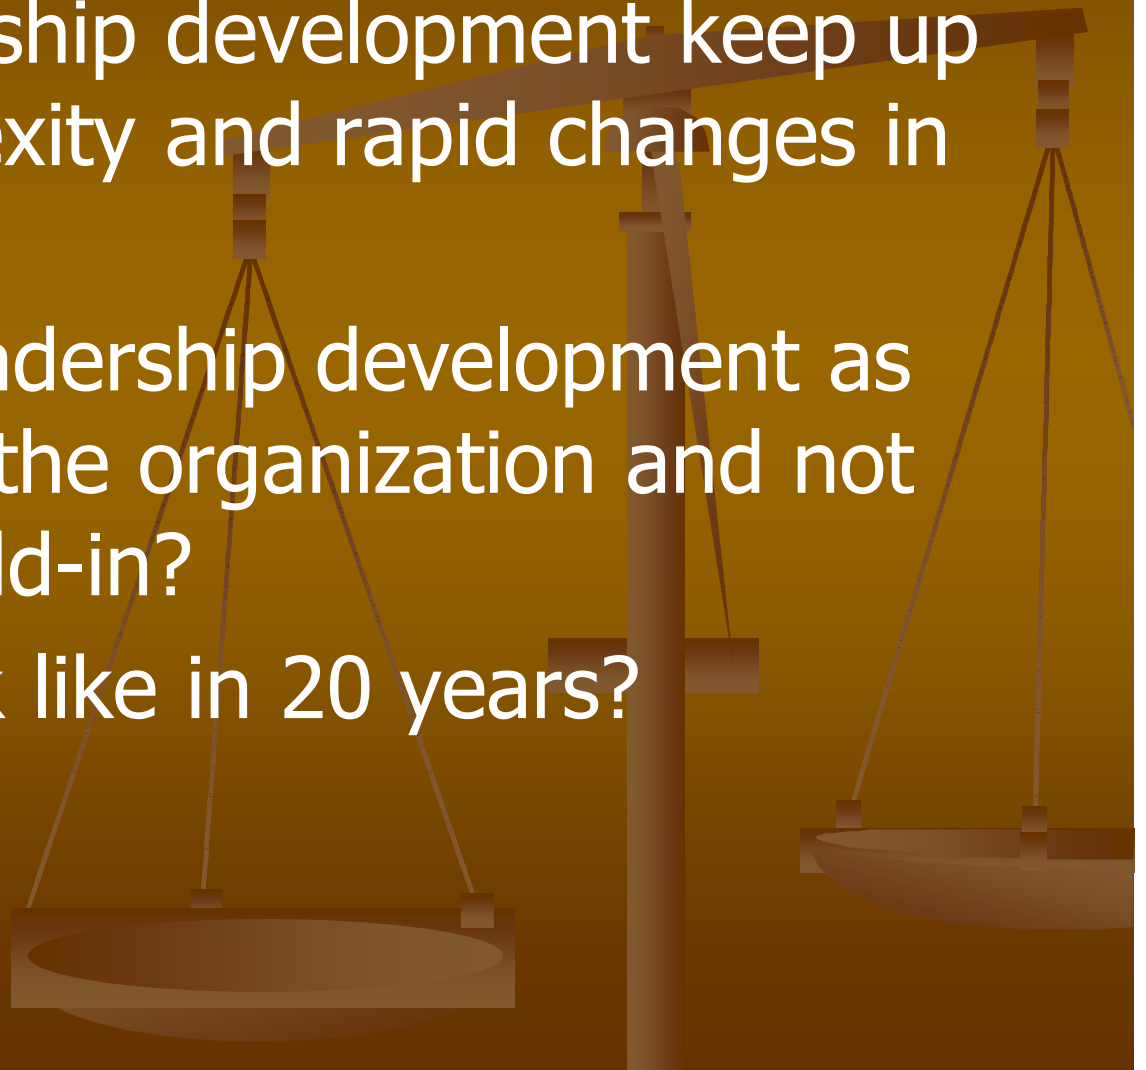 ship development keep up
exity and rapid changes in
adership development as
the organization and not
ld-in?
like in 20 years?